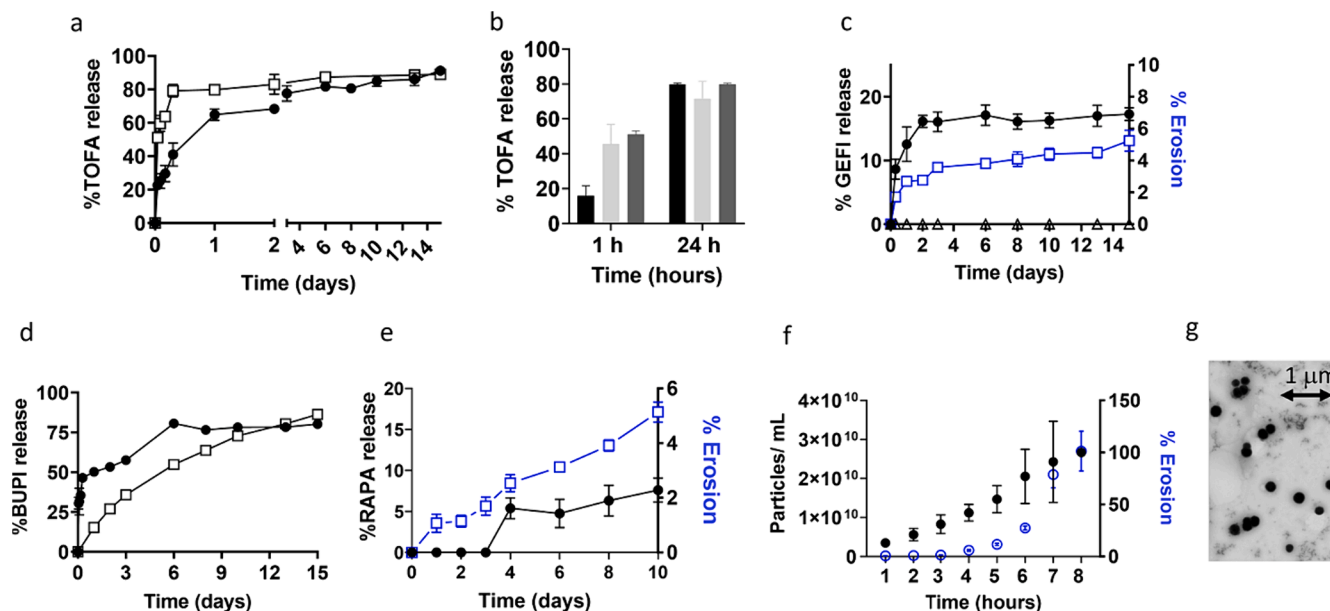 a
%TOFA release
100
80
60
40
20
0
0 1 2 4 6 8 10 12 14
Time (days)
b
% TOFA release
100
80
60
40
20
0
1 h 24 h
Time (hours)
c
% GEFI release
20
10
0
0 2 4 6 8 10 12 14
Time (days)
10
8
6
4
2
0
% Erosion
d
%BUPI release
100
75
50
25
0
0 3 6 9 12 15
Time (days)
e
%RAPA release
20
15
10
5
0
0 2 4 6 8 10
Time (days)
6
4
2
0
% Erosion
f
Particles/ mL
4×10¹⁰
3×10¹⁰
2×10¹⁰
1×10¹⁰
0
1 2 3 4 5 6 7 8
Time (hours)
150
100
50
0
% Erosion
g
1 μm